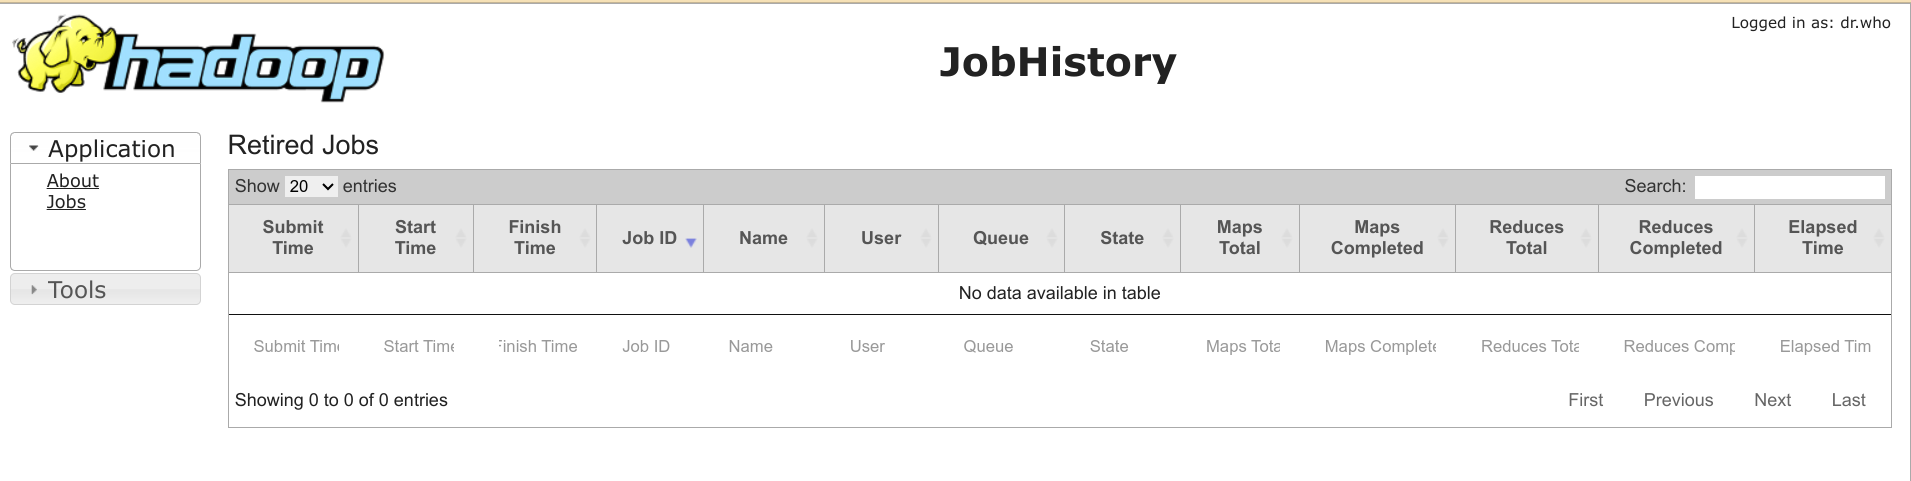 Logged in as: dr.who
hadoop
JobHistory
Application
About
Jobs
Tools
Retired Jobs
Show 20 entries
Search:
Submit Time
Start Time
Finish Time
Job ID
Name
User
Queue
State
Maps Total
Maps Completed
Reduces Total
Reduces Completed
Elapsed Time
No data available in table
Submit Time Start Time Finish Time Job ID Name User Queue State Maps Tota Maps Complete Reduces Tota Reduces Comp Elapsed Tim
Showing 0 to 0 of 0 entries
First Previous Next Last